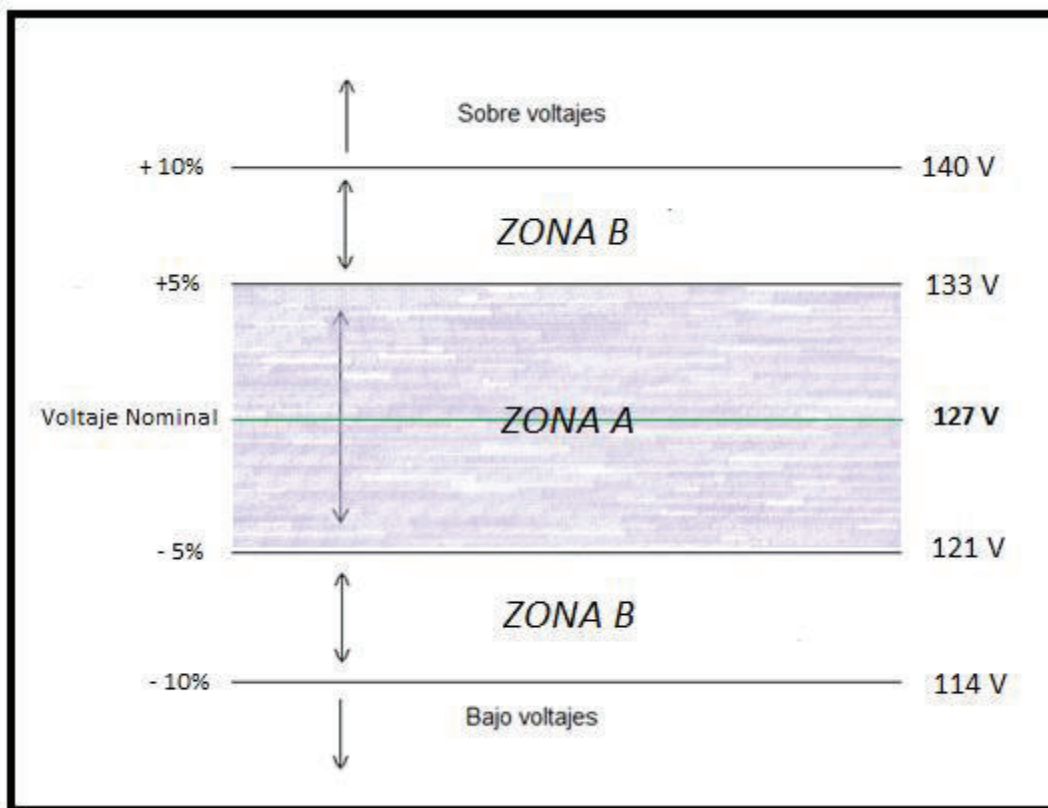 Sobre voltajes
+ 10% 140 V
ZONA B
+5% 133 V
Voltaje Nominal ZONA A 127 V
- 5% 121 V
ZONA B
- 10% 114 V
Bajo voltajes